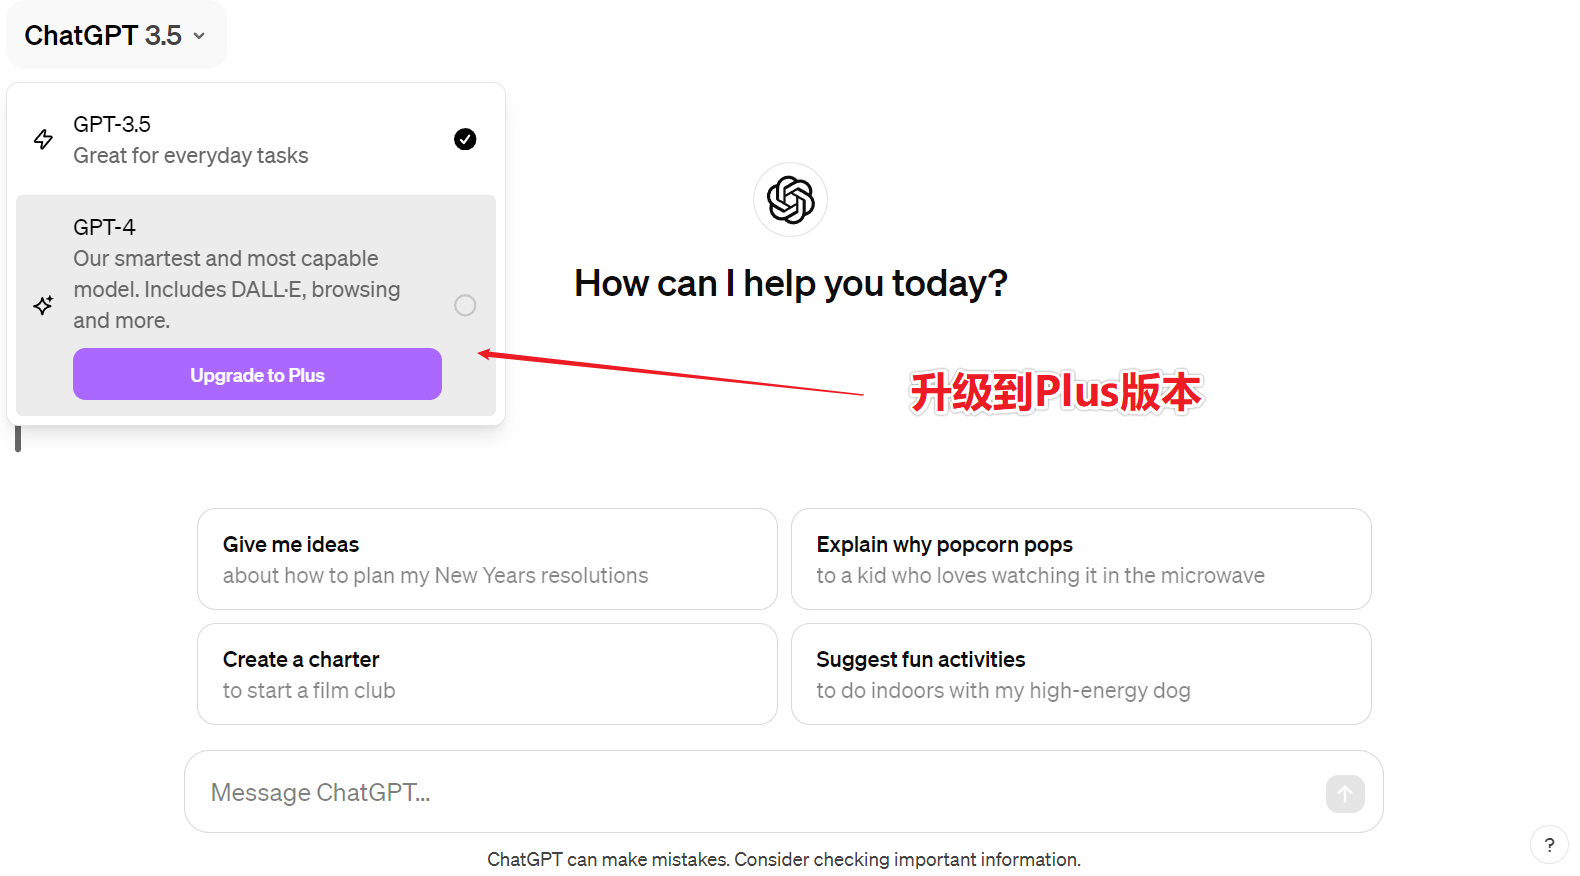 ChatGPT 3.5
GPT-3.5
Great for everyday tasks
GPT-4
Our smartest and most capable
model. Includes DALL·E, browsing
and more.
Upgrade to Plus
How can I help you today?
升级到Plus版本
Give me ideas
about how to plan my New Years resolutions
Explain why popcorn pops
to a kid who loves watching it in the microwave
Create a charter
to start a film club
Suggest fun activities
to do indoors with my high-energy dog
Message ChatGPT...
ChatGPT can make mistakes. Consider checking important information.
?